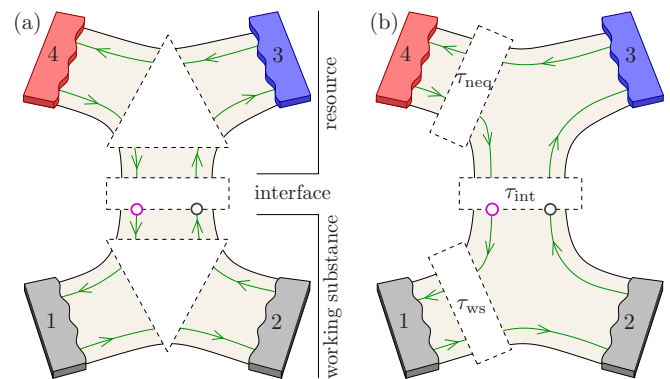 (a)
4
3
resource
interface
working substance
1
2
(b)
4
3
τneq
τint
τws
1
2